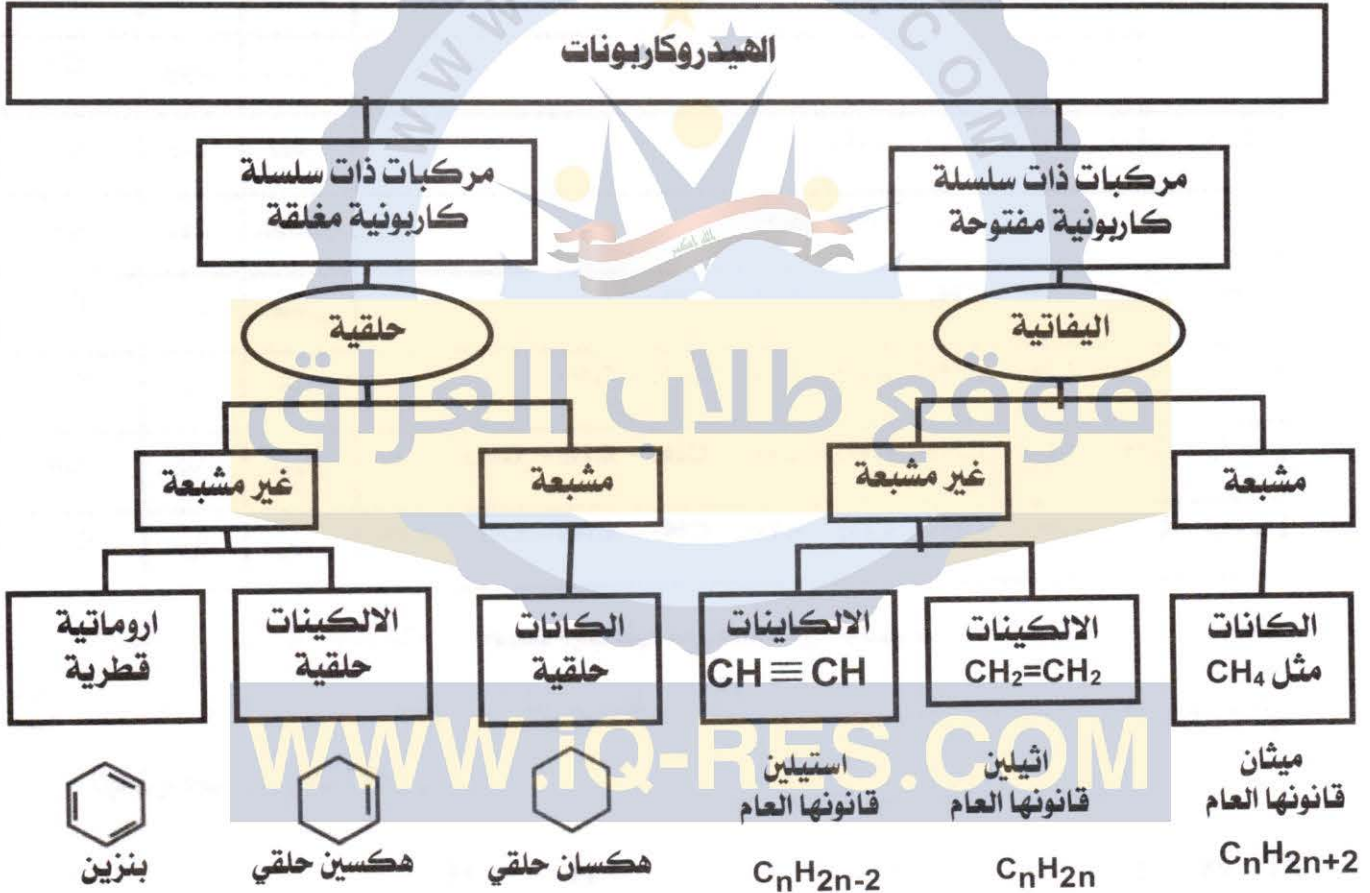 الهيدروكاربونات
مركبات ذات سلسلة
كاربونية مفتوحة
مركبات ذات سلسلة
كاربونية مغلقة
اليفاتية
حلقية
موقع طلاب العراق
مشبعة
غير مشبعة
مشبعة
غير مشبعة
الكانات
مثل CH₄
الالكينات
CH₂=CH₂
الالكاينات
CH ≡ CH
الكانات
حلقية
الالكينات
حلقية
اروماتية
قطرية
WWW.iQ-RES.COM
ميثان
قانونها العام
CₙH₂ₙ₊₂
اثيلين
قانونها العام
CₙH₂ₙ
استيلين
قانونها العام
CₙH₂ₙ₋₂
هكسان حلقي
هكسين حلقي
بنزين
الله اكبر